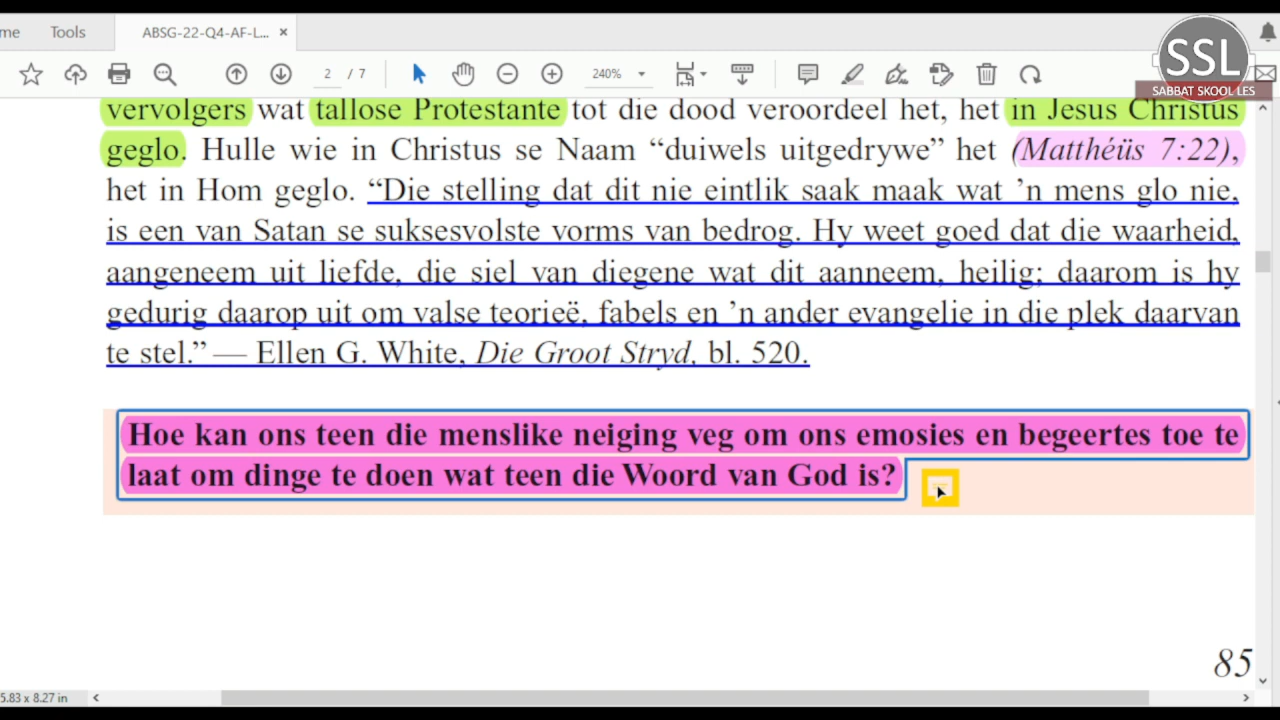 me Tools ABSG-22-Q4-AF-L... ×
2 / 7 240%
SSL
SABBAT SKOOL LES
vervolgers wat tallose Protestante tot die dood veroordeel het, het in Jesus Christus
geglo. Hulle wie in Christus se Naam “duiwels uitgedrywe” het (Matthéüs 7:22),
het in Hom geglo. “Die stelling dat dit nie eintlik saak maak wat ’n mens glo nie,
is een van Satan se suksesvolste vorms van bedrog. Hy weet goed dat die waarheid,
aangeneem uit liefde, die siel van diegene wat dit aanneem, heilig; daarom is hy
gedurig daarop uit om valse teorieë, fabels en ’n ander evangelie in die plek daarvan
te stel.” — Ellen G. White, Die Groot Stryd, bl. 520.
Hoe kan ons teen die menslike neiging veg om ons emosies en begeertes toe te
laat om dinge te doen wat teen die Woord van God is?
85
5.83 x 8.27 in